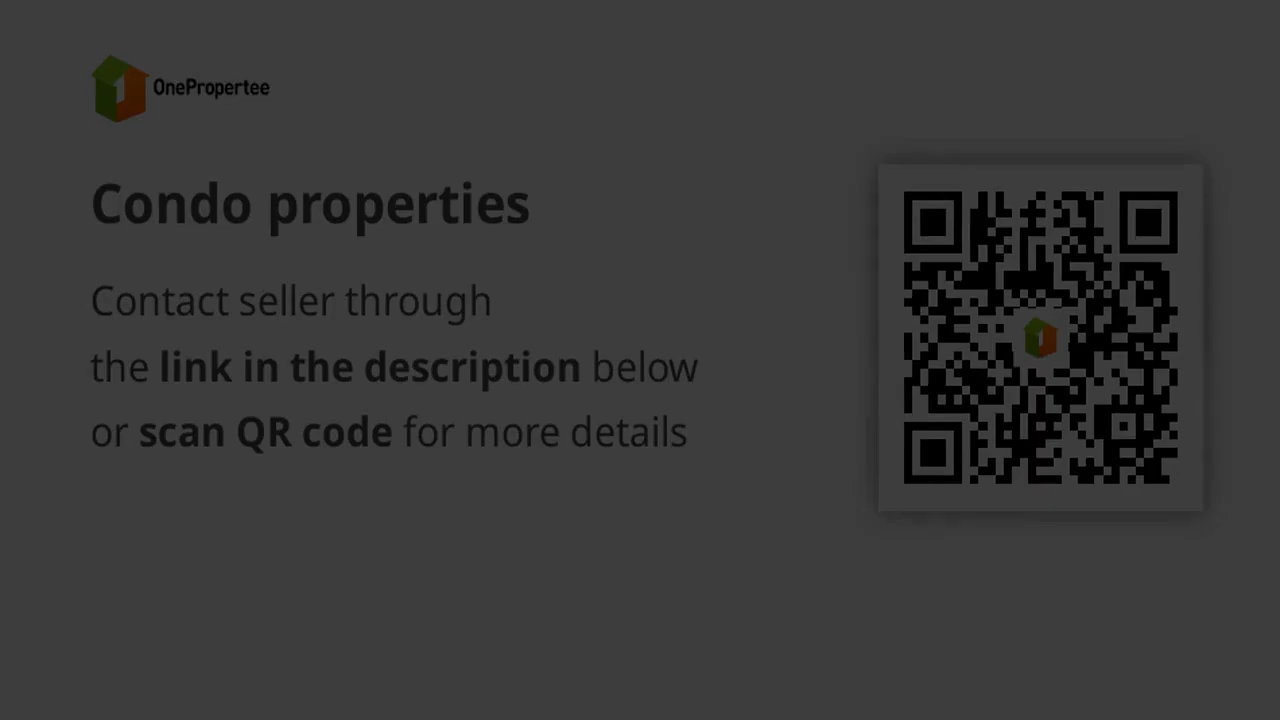 OnePropertee
Condo properties
Contact seller through
the link in the description below
or scan QR code for more details